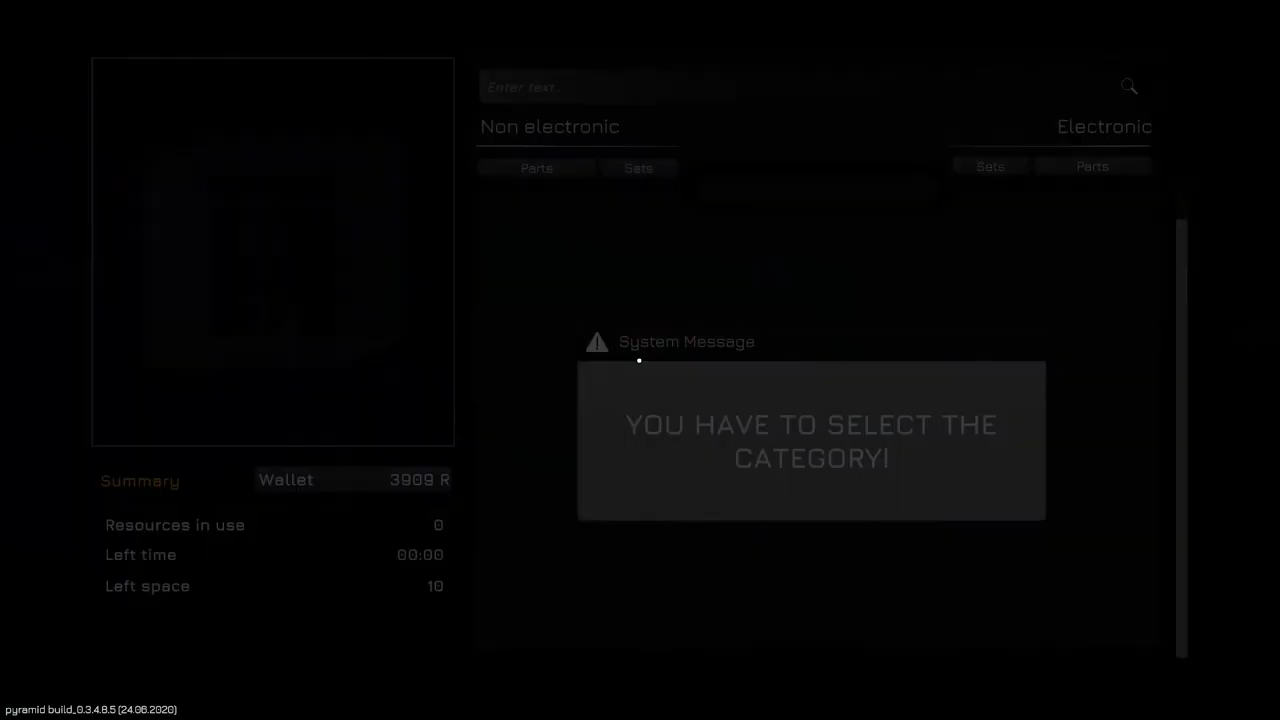 Enter text..
Non electronic
Electronic
Parts
Sets
Sets
Parts
System Message
YOU HAVE TO SELECT THE
CATEGORY!
Summary
Wallet 3909 R
Resources in use 0
Left time 00:00
Left space 10
pyramid build_0.3.4.8.5 (24.06.2020)